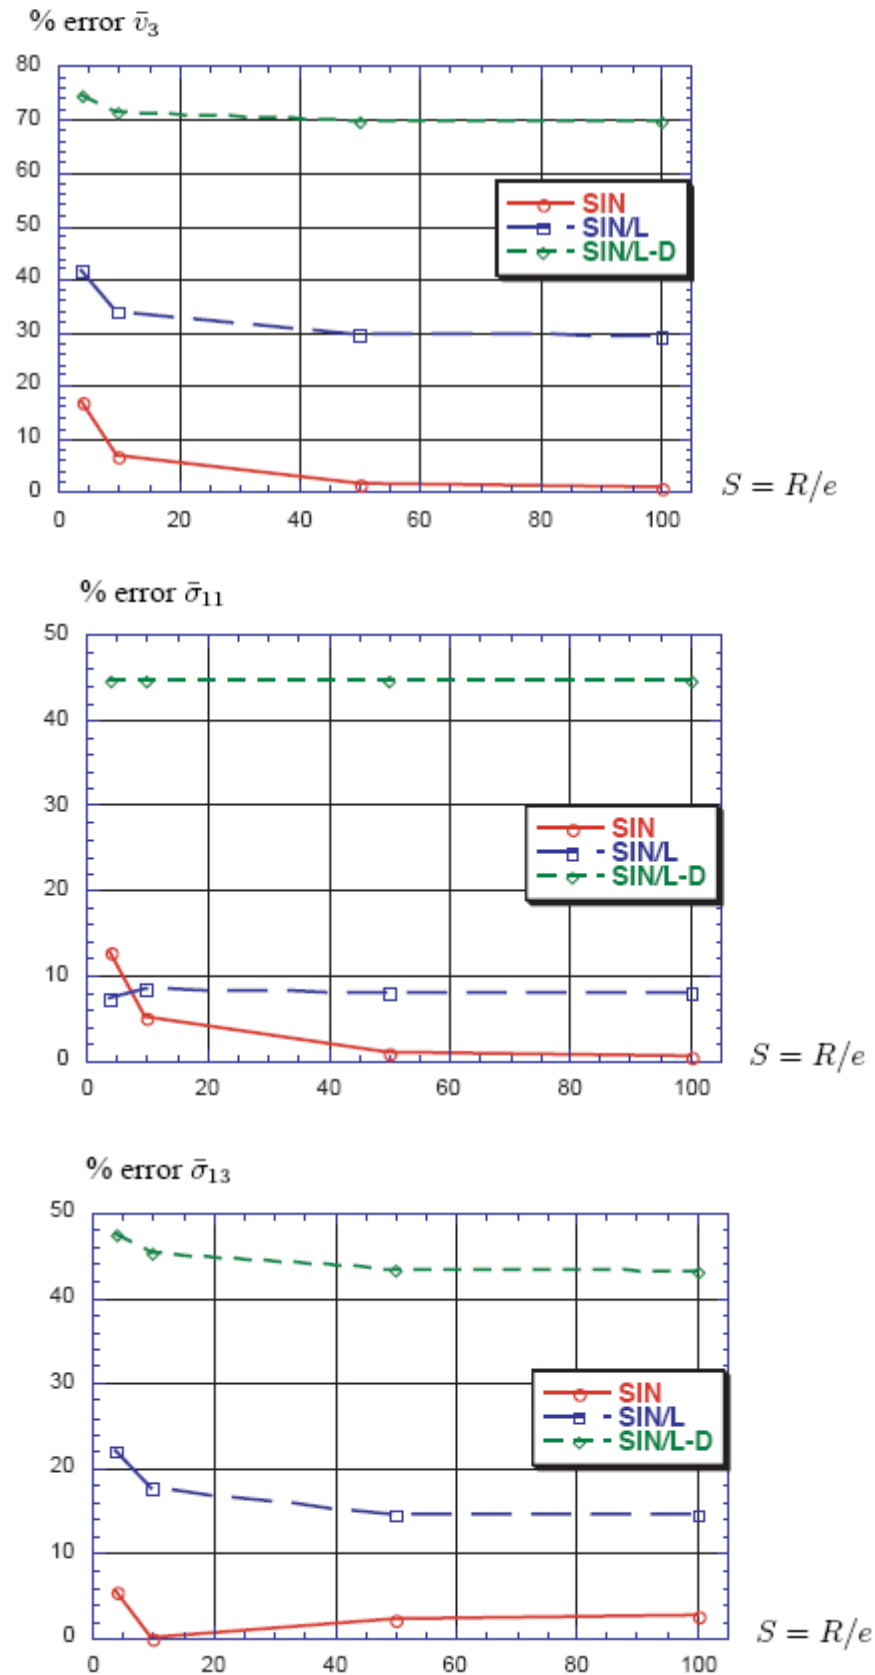 % error v̄₃
80
70
60
50
40
30
20
10
0
SIN
SIN/L
SIN/L-D
0 20 40 60 80 100
S = R/e
% error σ̄₁₁
50
40
30
20
10
0
SIN
SIN/L
SIN/L-D
0 20 40 60 80 100
S = R/e
% error σ̄₁₃
50
40
30
20
10
0
SIN
SIN/L
SIN/L-D
0 20 40 60 80 100
S = R/e